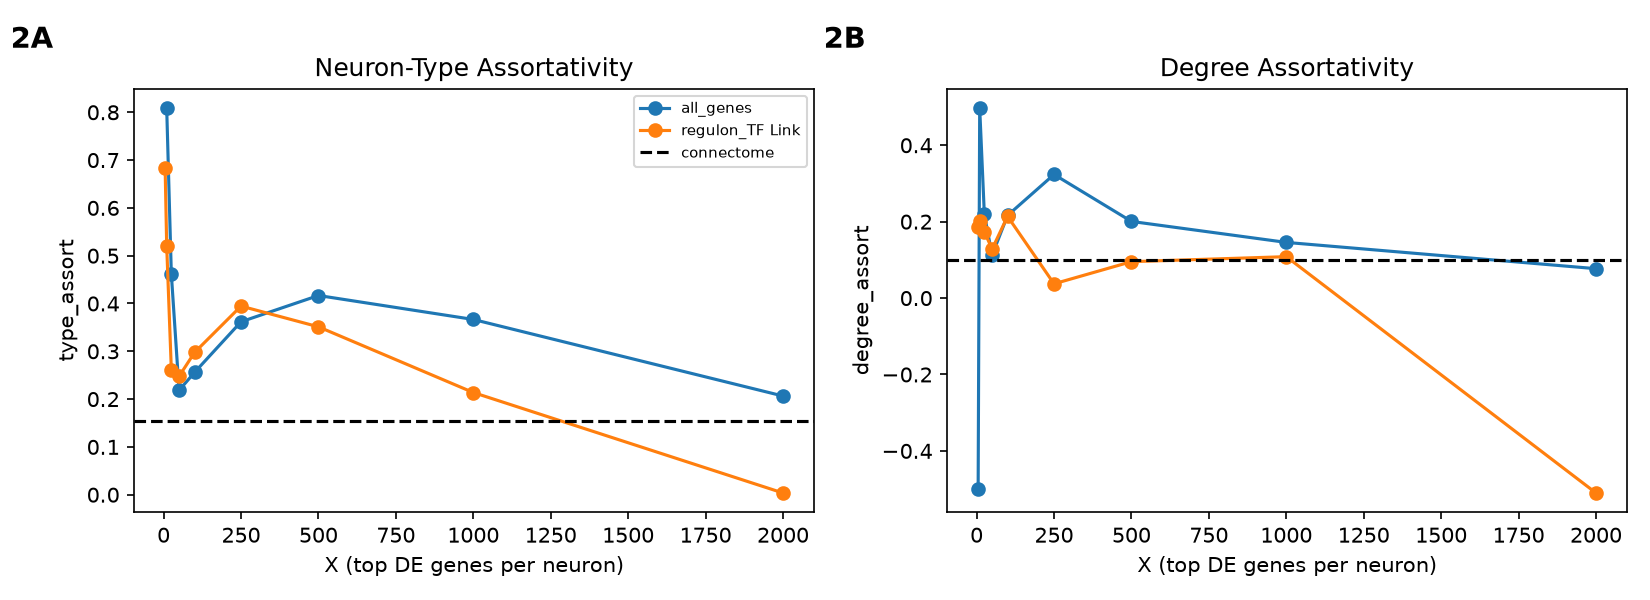 2A
Neuron-Type Assortativity
type_assort
0.8
0.7
0.6
0.5
0.4
0.3
0.2
0.1
0.0
all_genes
regulon_TF Link
connectome
0 250 500 750 1000 1250 1500 1750 2000
X (top DE genes per neuron)
2B
Degree Assortativity
degree_assort
0.4
0.2
0.0
−0.2
−0.4
0 250 500 750 1000 1250 1500 1750 2000
X (top DE genes per neuron)